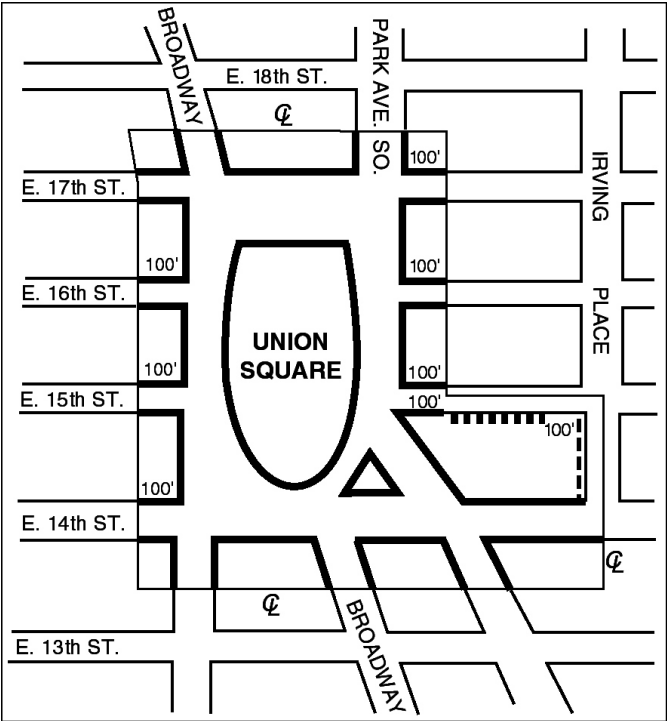 BROADWAY
PARK AVE. SO.
E. 18th ST.
℄
100'
E. 17th ST.
IRVING PLACE
100'
100'
E. 16th ST.
UNION
SQUARE
100'
100'
E. 15th ST.
100'
100'
100'
E. 14th ST.
℄
℄
BROADWAY
E. 13th ST.